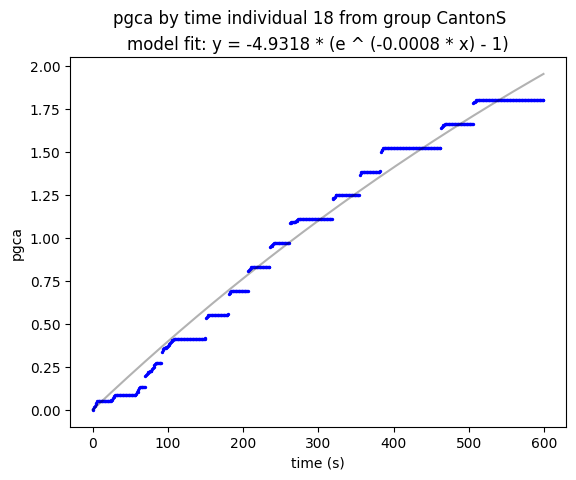 pgca by time individual 18 from group CantonS
model fit: y = -4.9318 * (e ^ (-0.0008 * x) - 1)
2.00
1.75
1.50
1.25
1.00
0.75
0.50
0.25
0.00
pgca
0 100 200 300 400 500 600
time (s)